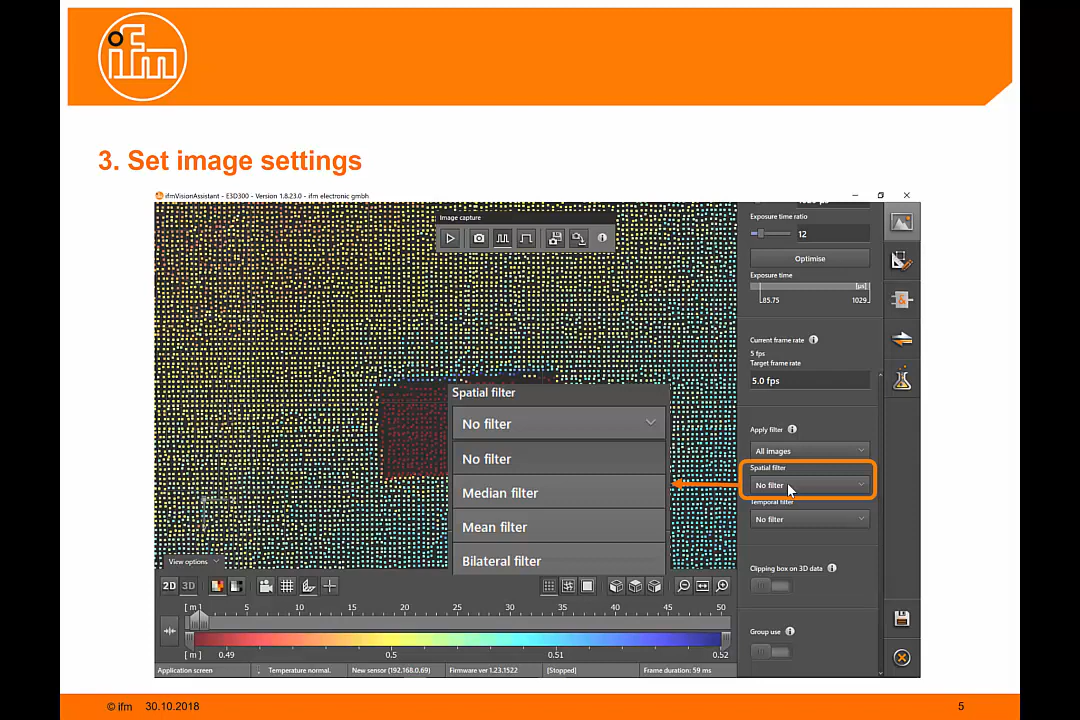 ifm
3. Set image settings
ifmVisionAssistant - E3D300 - Version 1.8.23.0 - ifm electronic gmbh
Image capture
Exposure time ratio
12
Optimise
Exposure time
[µs]
85.75 1029
Current frame rate
5 fps
Target frame rate
5.0 fps
Apply filter
All images
Spatial filter
No filter
Temporal filter
No filter
Clipping box on 3D data
Group use
Spatial filter
No filter
No filter
Median filter
Mean filter
Bilateral filter
View options
2D 3D
[ m ] 5 10 15 20 25 30 35 40 45 50
[ m ] 0.49 0.5 0.51 0.52
Application screen Temperature normal. New sensor (192.168.0.69) Firmware ver 1.23.1522 [Stopped] Frame duration: 59 ms
© ifm 30.10.2018 5